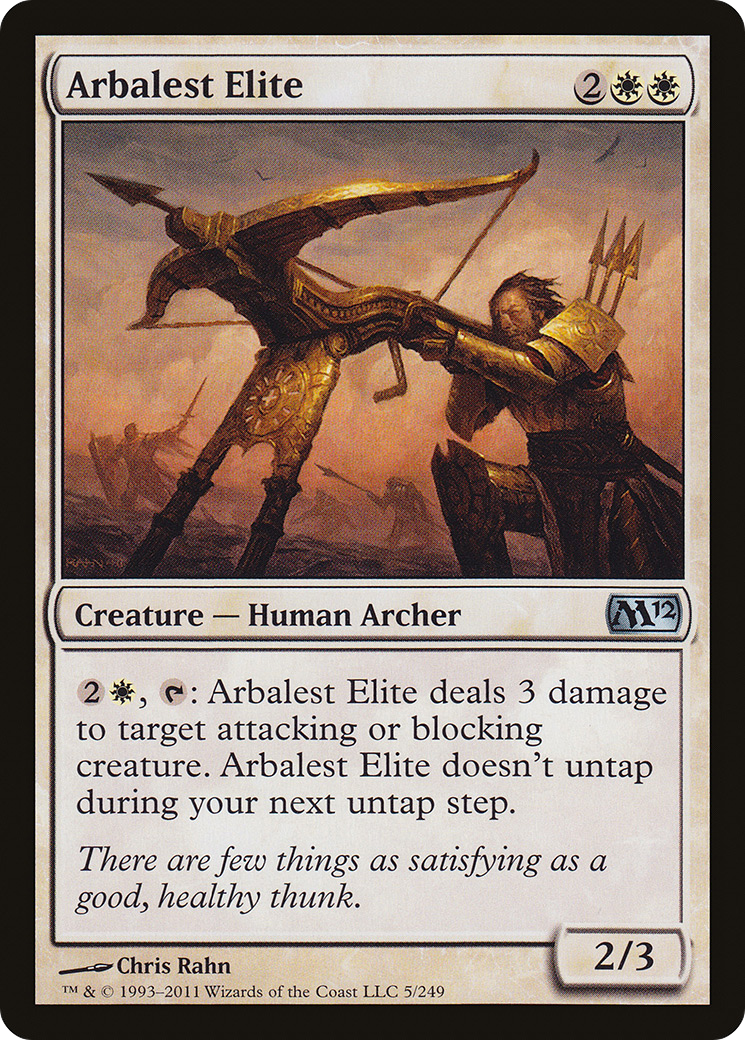 Arbalest Elite 2
RAHN
Creature — Human Archer M12
2, : Arbalest Elite deals 3 damage
to target attacking or blocking
creature. Arbalest Elite doesn't untap
during your next untap step.
There are few things as satisfying as a
good, healthy thunk.
2/3
Chris Rahn
™ & © 1993–2011 Wizards of the Coast LLC 5/249